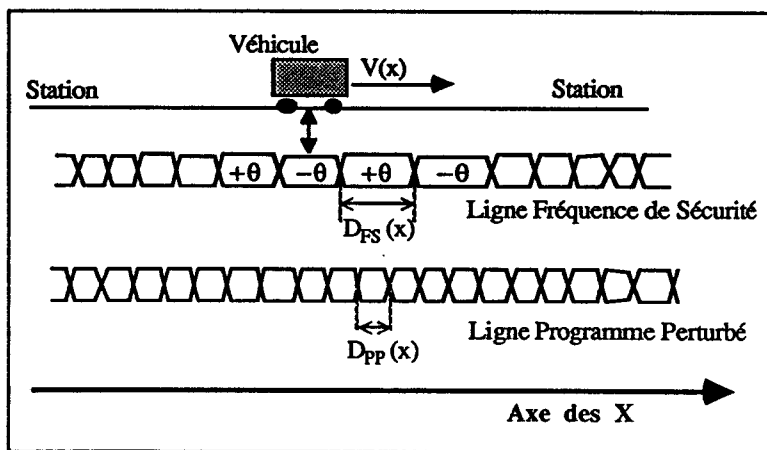 Véhicule
V(x)
Station
Station
+θ
−θ
+θ
−θ
Ligne Fréquence de Sécurité
D_FS (x)
Ligne Programme Perturbé
D_PP (x)
Axe des X